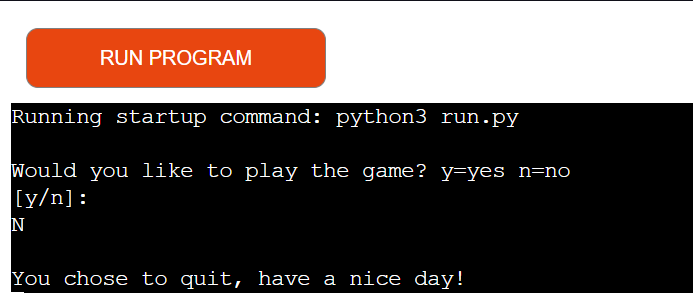 RUN PROGRAM
Running startup command: python3 run.py
Would you like to play the game? y=yes n=no
[y/n]:
N
You chose to quit, have a nice day!